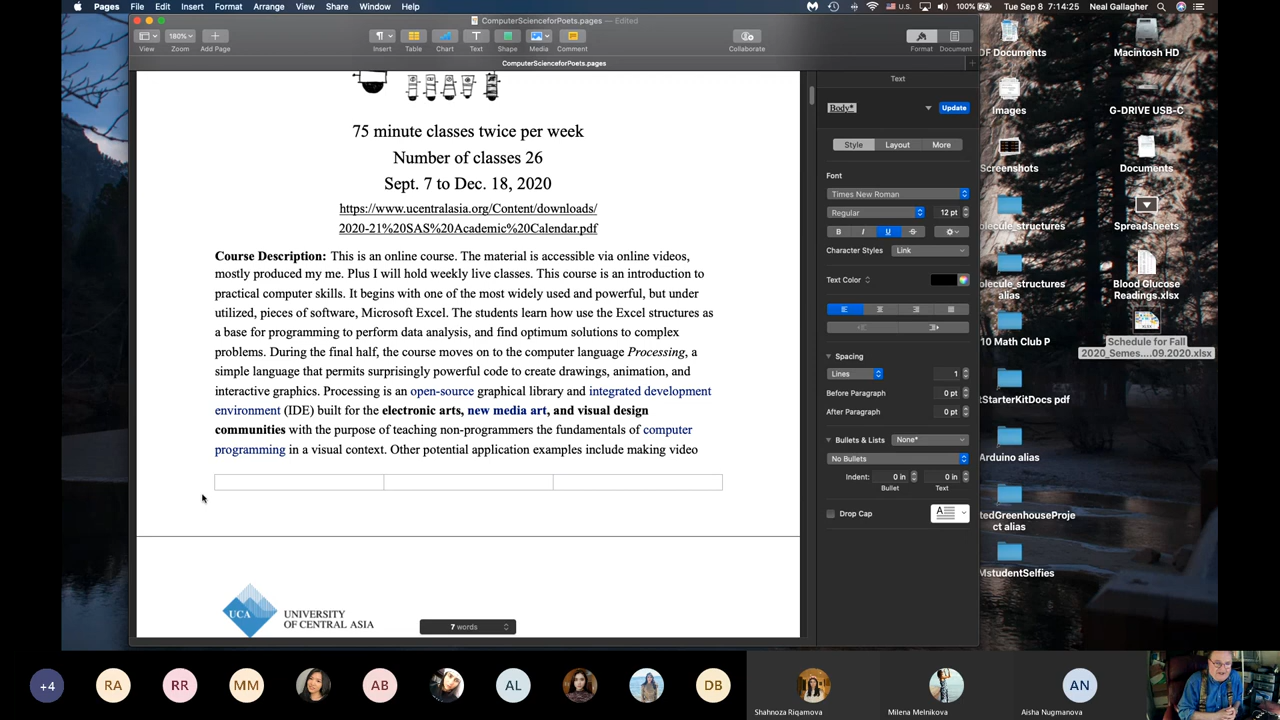 Pages File Edit Insert Format Arrange View Share Window Help
U.S. 100% Tue Sep 8 7:14:25 Neal Gallagher
ComputerScienceforPoets.pages — Edited
180%
View Zoom Add Page Insert Table Chart Text Shape Media Comment Collaborate Format Document
ComputerScienceforPoets.pages
75 minute classes twice per week
Number of classes 26
Sept. 7 to Dec. 18, 2020
https://www.ucentralasia.org/Content/downloads/
2020-21%20SAS%20Academic%20Calendar.pdf
Course Description: This is an online course. The material is accessible via online videos,
mostly produced my me. Plus I will hold weekly live classes. This course is an introduction to
practical computer skills. It begins with one of the most widely used and powerful, but under
utilized, pieces of software, Microsoft Excel. The students learn how use the Excel structures as
a base for programming to perform data analysis, and find optimum solutions to complex
problems. During the final half, the course moves on to the computer language Processing, a
simple language that permits surprisingly powerful code to create drawings, animation, and
interactive graphics. Processing is an open-source graphical library and integrated development
environment (IDE) built for the electronic arts, new media art, and visual design
communities with the purpose of teaching non-programmers the fundamentals of computer
programming in a visual context. Other potential application examples include making video
UCA UNIVERSITY
OF CENTRAL ASIA
7 words
Text
Body* Update
Style Layout More
Font
Times New Roman
Regular 12 pt
B I U S
Character Styles Link
Text Color
Spacing
Lines 1
Before Paragraph 0 pt
After Paragraph 0 pt
Bullets & Lists None*
No Bullets
Indent: 0 in 0 in
Bullet Text
Drop Cap
DF Documents Macintosh HD
Images G-DRIVE USB-C
Screenshots Documents
olecule_structures Spreadsheets
olecule_structures
alias
Blood Glucose
Readings.xlsx
10 Math Club P
Schedule for Fall
2020_Semes....09.2020.xlsx
tStarterKitDocs pdf
Arduino alias
tedGreenhouseProje
ct alias
MstudentSelfies
+4 RA RR MM AB AL DB AN
Shahnoza Riqamova Milena Melnikova Aisha Nugmanova